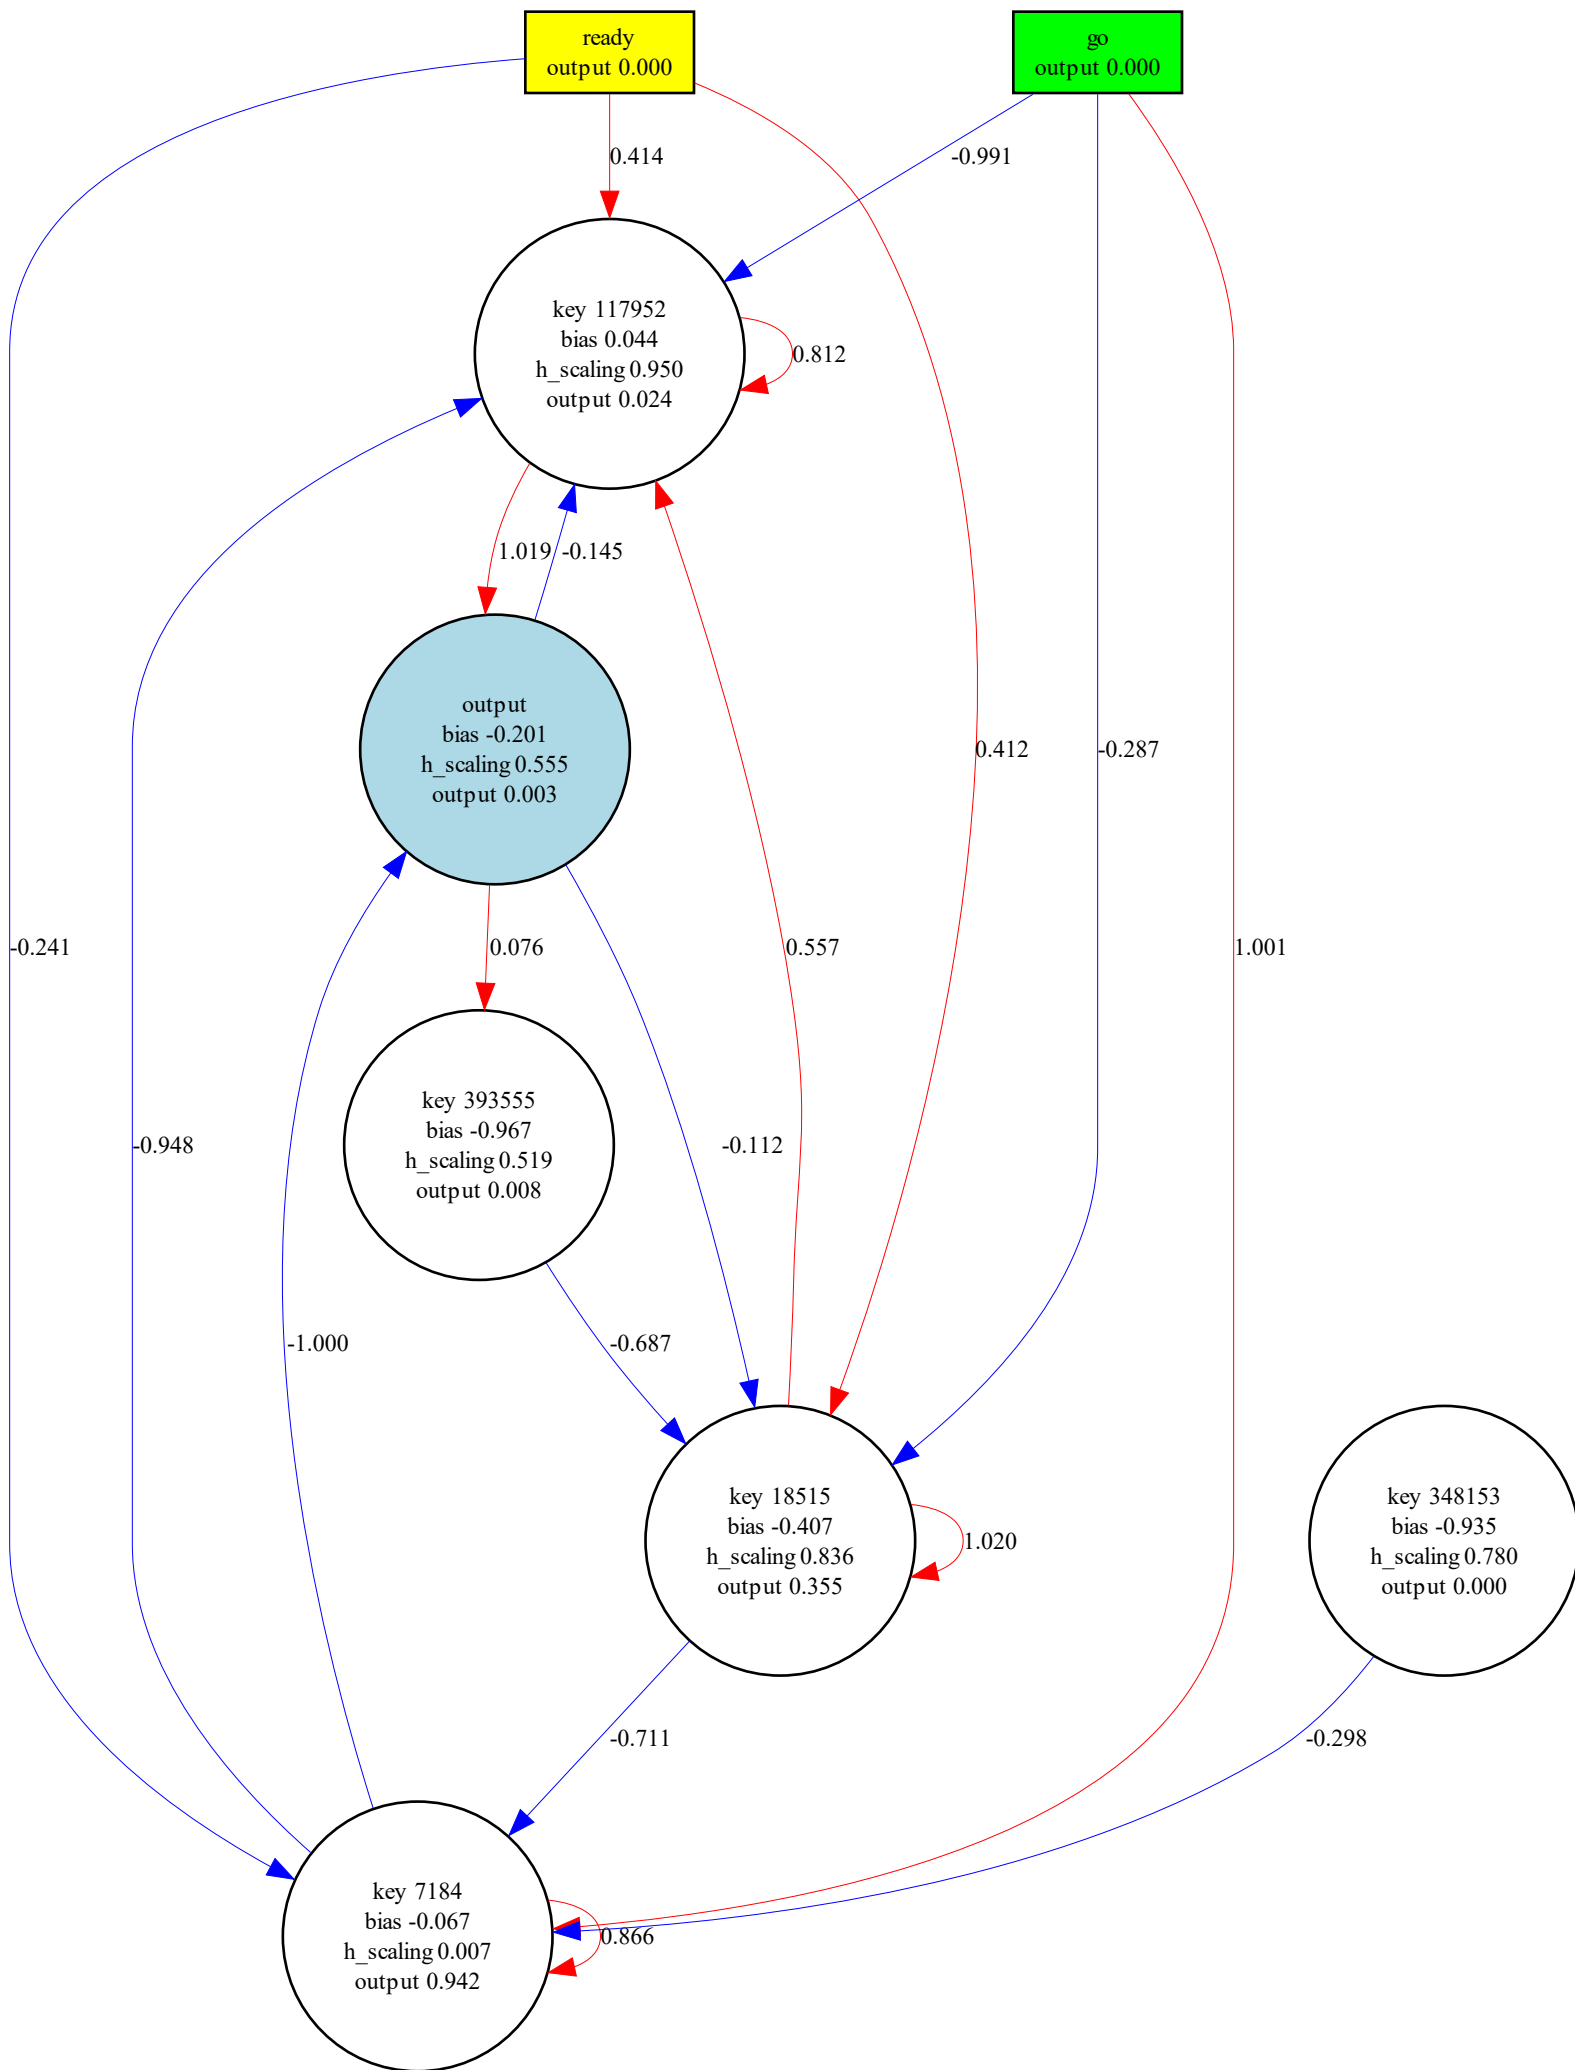 ready
output 0.000
go
output 0.000
0.414
-0.991
key 117952
bias 0.044
h_scaling 0.950
output 0.024
0.812
1.019
-0.145
output
bias -0.201
h_scaling 0.555
output 0.003
0.412
-0.287
-0.241
0.076
0.557
1.001
key 393555
bias -0.967
h_scaling 0.519
output 0.008
-0.948
-0.112
-1.000
-0.687
key 18515
bias -0.407
h_scaling 0.836
output 0.355
1.020
key 348153
bias -0.935
h_scaling 0.780
output 0.000
-0.711
-0.298
key 7184
bias -0.067
h_scaling 0.007
output 0.942
0.866